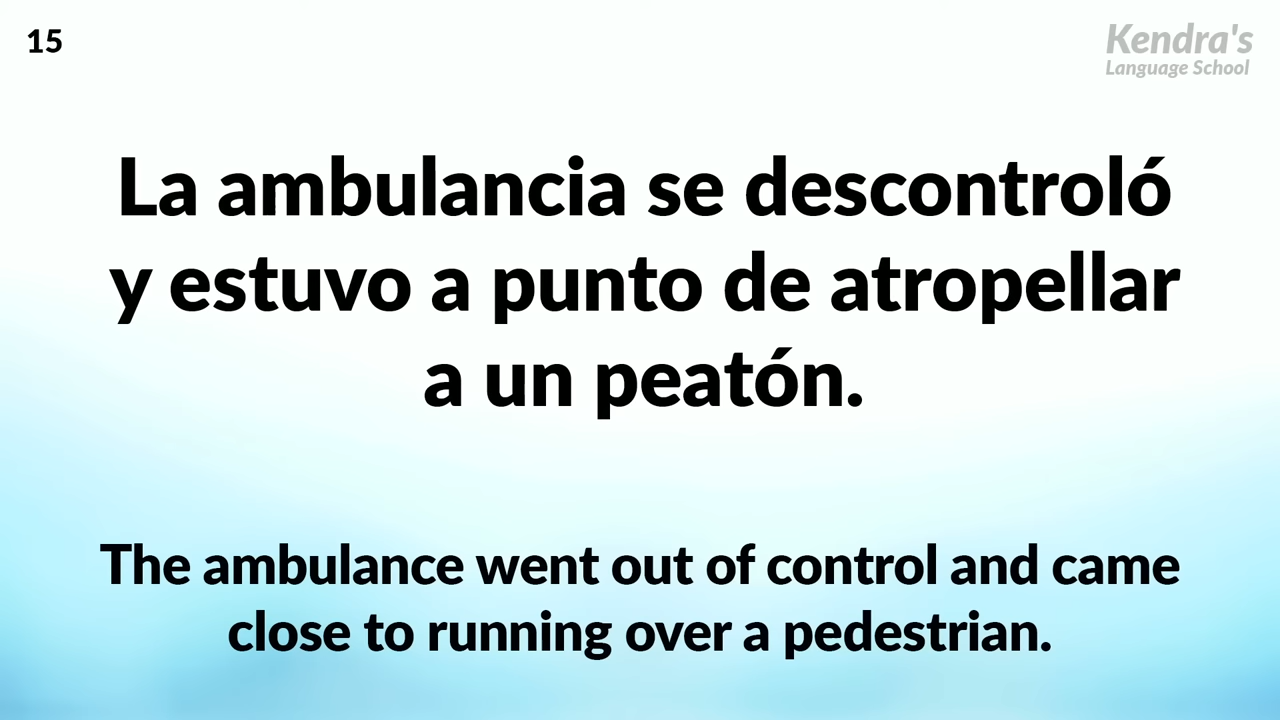 15
Kendra's
Language School
La ambulancia se descontroló
y estuvo a punto de atropellar
a un peatón.
The ambulance went out of control and came
close to running over a pedestrian.